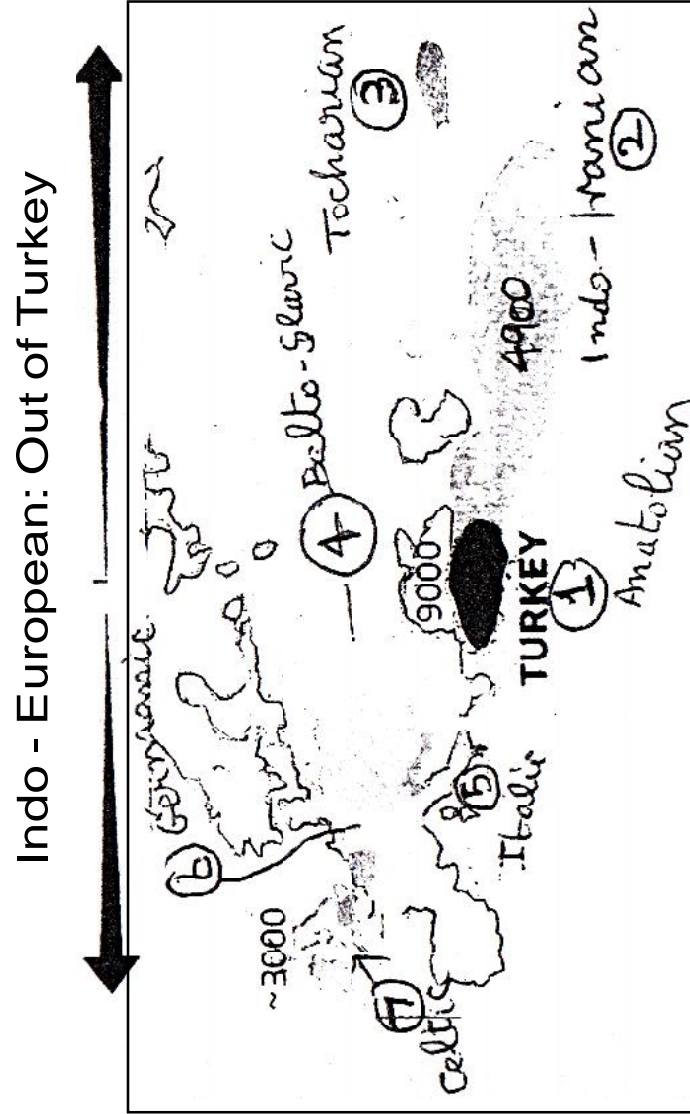 Indo - European: Out of Turkey
Germanic
6
~3000
7
Celtic
4
Balto-Slavic
Tocharian
3
9000
4900
TURKEY
1
Anatolian
5
Italic
Indo-Iranian
2